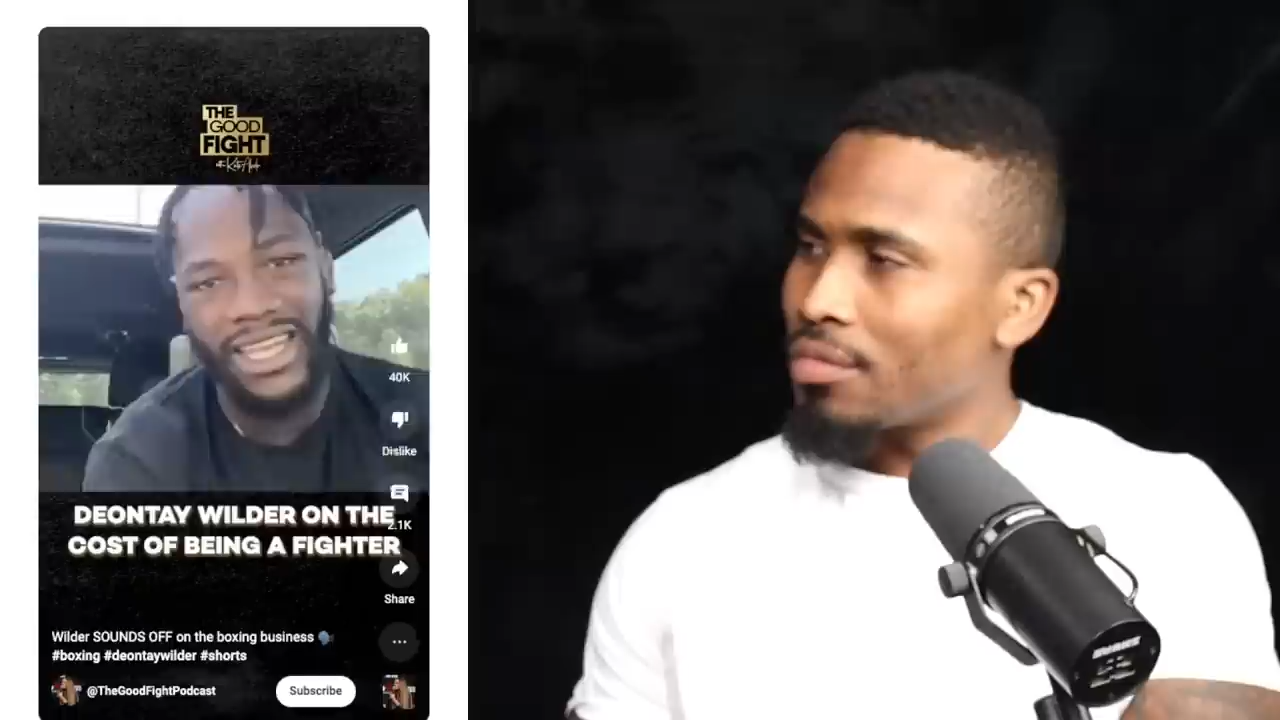 THE
GOOD
FIGHT
DEONTAY WILDER ON THE
COST OF BEING A FIGHTER
40K
Dislike
2.1K
Share
Wilder SOUNDS OFF on the boxing business 🗣
#boxing #deontaywilder #shorts
@TheGoodFightPodcast
Subscribe